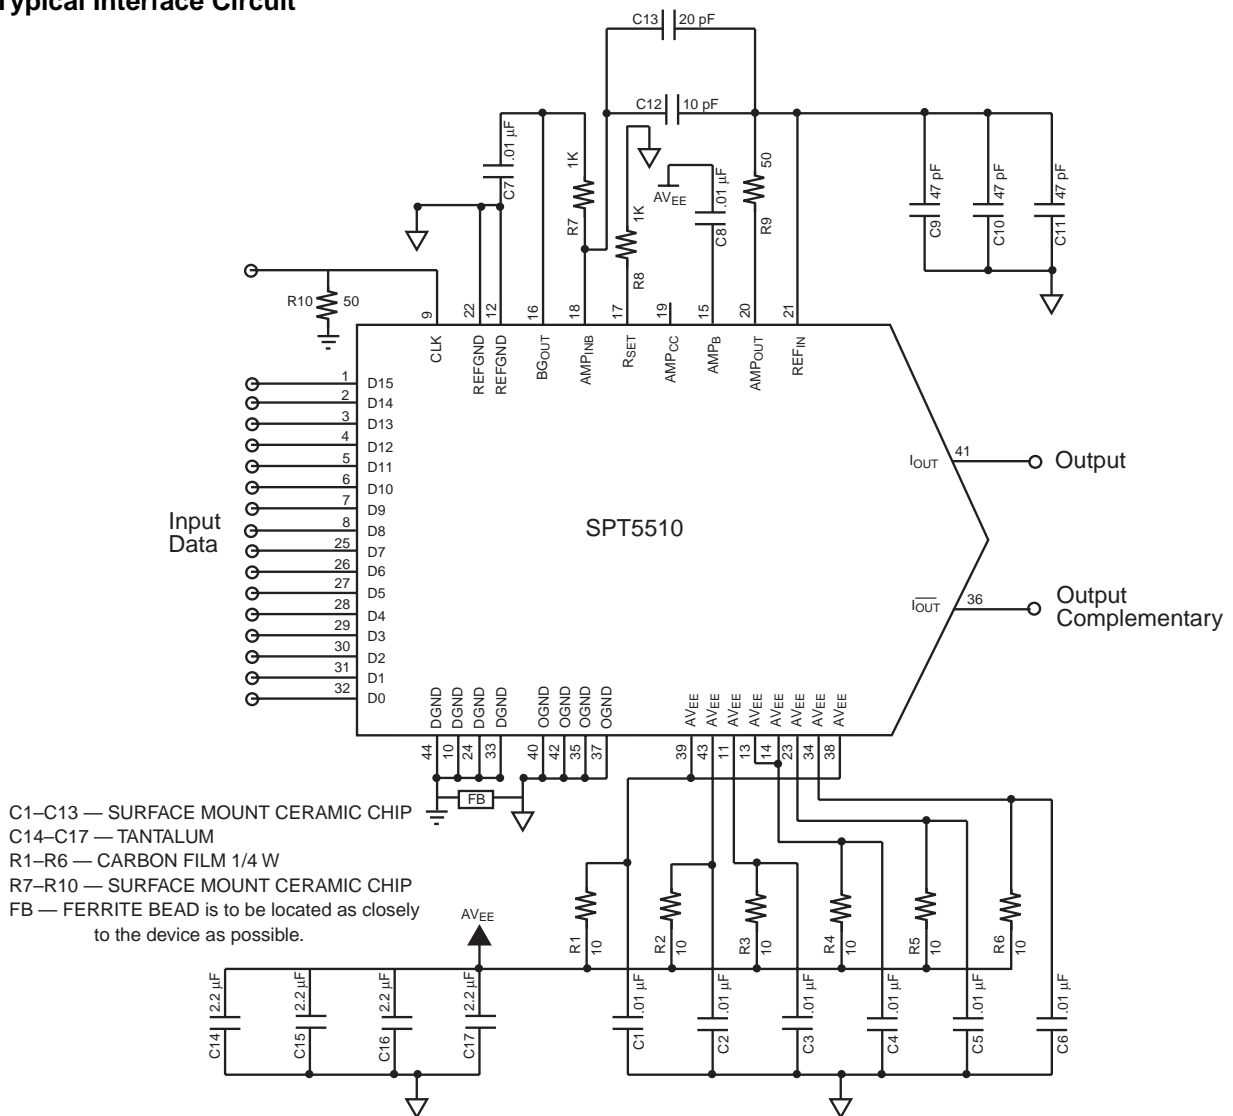 Typical Interface Circuit
C13 20 pF
C12 10 pF
.01 µF
C7
1K
R7
1K
R8
AVEE
.01 µF
C8
50
R9
47 pF
C9
47 pF
C10
47 pF
C11
R10 50
9
22
12
16
18
17
19
15
20
21
CLK
REFGND
REFGND
BGOUT
AMPINB
RSET
AMPCC
AMPB
AMPOUT
REFIN
1 D15
2 D14
3 D13
4 D12
5 D11
6 D10
7 D9
8 D8
25 D7
26 D6
27 D5
28 D4
29 D3
30 D2
31 D1
32 D0
Input
Data
SPT5510
IOUT 41 Output
IOUT 36 Output
Complementary
DGND
DGND
DGND
DGND
OGND
OGND
OGND
OGND
AVEE
AVEE
AVEE
AVEE
AVEE
AVEE
AVEE
AVEE
44
10
24
33
40
42
35
37
39
43
11
13
14
23
34
38
FB
C1–C13 — SURFACE MOUNT CERAMIC CHIP
C14–C17 — TANTALUM
R1–R6 — CARBON FILM 1/4 W
R7–R10 — SURFACE MOUNT CERAMIC CHIP
FB — FERRITE BEAD is to be located as closely
to the device as possible.
AVEE
R1 10
R2 10
R3 10
R4 10
R5 10
R6 10
C14 2.2 µF
C15 2.2 µF
C16 2.2 µF
C17 2.2 µF
C1 .01 µF
C2 .01 µF
C3 .01 µF
C4 .01 µF
C5 .01 µF
C6 .01 µF